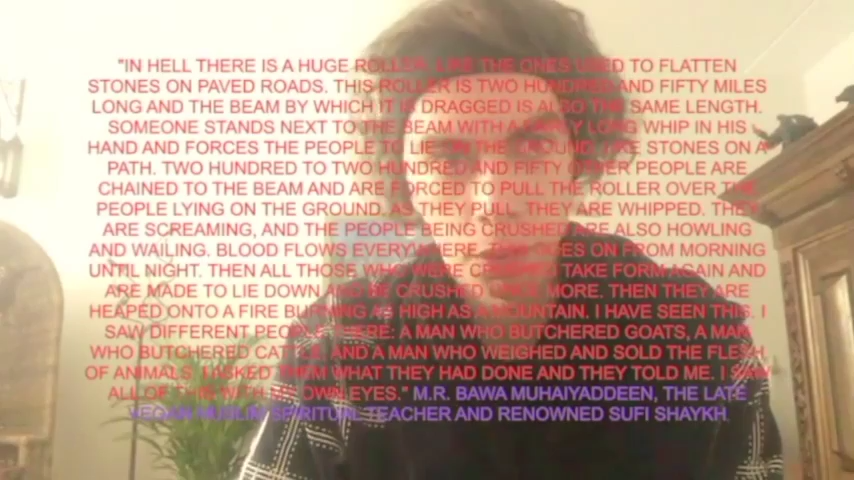 "IN HELL THERE IS A HUGE ROLLER, LIKE THE ONES USED TO FLATTEN
STONES ON PAVED ROADS. THIS ROLLER IS TWO HUNDRED AND FIFTY MILES
LONG AND THE BEAM BY WHICH IT IS DRAGGED IS ALSO THE SAME LENGTH.
SOMEONE STANDS NEXT TO THE BEAM WITH A FAIRLY LONG WHIP IN HIS
HAND AND FORCES THE PEOPLE TO LIE ON THE GROUND, LIKE STONES ON A
PATH. TWO HUNDRED TO TWO HUNDRED AND FIFTY OTHER PEOPLE ARE
CHAINED TO THE BEAM AND ARE FORCED TO PULL THE ROLLER OVER THE
PEOPLE LYING ON THE GROUND. AS THEY PULL, THEY ARE WHIPPED. THEY
ARE SCREAMING, AND THE PEOPLE BEING CRUSHED ARE ALSO HOWLING
AND WAILING. BLOOD FLOWS EVERYWHERE. THIS GOES ON FROM MORNING
UNTIL NIGHT. THEN ALL THOSE WHO WERE CRUSHED TAKE FORM AGAIN AND
ARE MADE TO LIE DOWN AND BE CRUSHED ONCE MORE. THEN THEY ARE
HEAPED ONTO A FIRE BURNING AS HIGH AS A MOUNTAIN. I HAVE SEEN THIS. I
SAW DIFFERENT PEOPLE THERE: A MAN WHO BUTCHERED GOATS, A MAN
WHO BUTCHERED CATTLE, AND A MAN WHO WEIGHED AND SOLD THE FLESH
OF ANIMALS. I ASKED THEM WHAT THEY HAD DONE AND THEY TOLD ME. I SAW
ALL OF THIS WITH MY OWN EYES." M.R. BAWA MUHAIYADDEEN, THE LATE
VEGAN MUSLIM SPIRITUAL TEACHER AND RENOWNED SUFI SHAYKH.